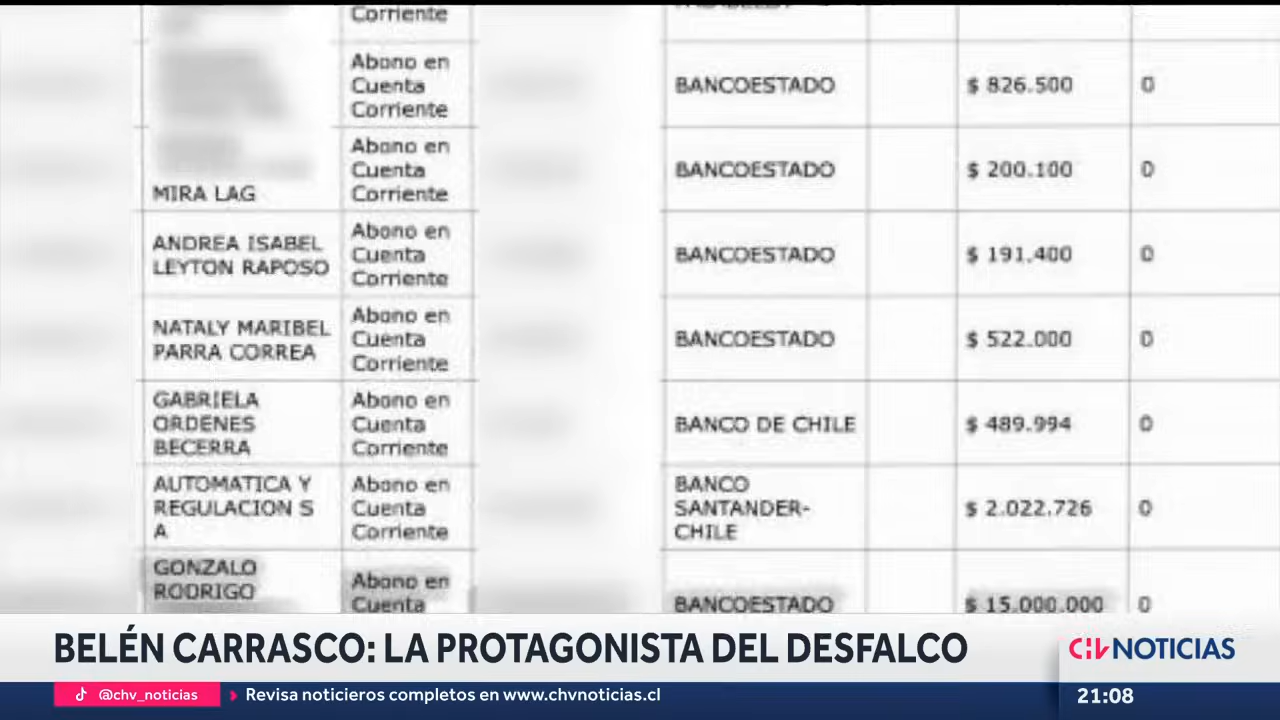 Corriente
Abono en
Cuenta
Corriente
BANCOESTADO
$ 826.500
0
MIRA LAG
Abono en
Cuenta
Corriente
BANCOESTADO
$ 200.100
0
ANDREA ISABEL
LEYTON RAPOSO
Abono en
Cuenta
Corriente
BANCOESTADO
$ 191.400
0
NATALY MARIBEL
PARRA CORREA
Abono en
Cuenta
Corriente
BANCOESTADO
$ 522.000
0
GABRIELA
ORDENES
BECERRA
Abono en
Cuenta
Corriente
BANCO DE CHILE
$ 489.994
0
AUTOMATICA Y
REGULACION S
A
Abono en
Cuenta
Corriente
BANCO
SANTANDER-
CHILE
$ 2.022.726
0
GONZALO
RODRIGO
Abono en
Cuenta
BANCOESTADO
$ 15.000.000
0
BELÉN CARRASCO: LA PROTAGONISTA DEL DESFALCO
CHV NOTICIAS
@chv_noticias
Revisa noticieros completos en www.chvnoticias.cl
21:08